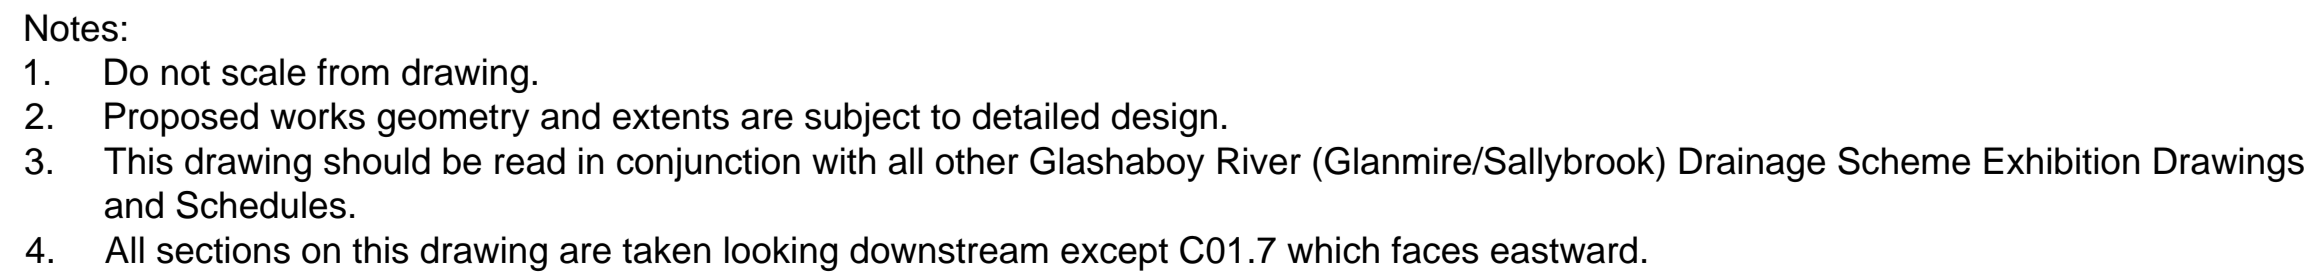 Notes:
1. Do not scale from drawing.
2. Proposed works geometry and extents are subject to detailed design.
3. This drawing should be read in conjunction with all other Glashaboy River (Glanmire/Sallybrook) Drainage Scheme Exhibition Drawings
and Schedules.
4. All sections on this drawing are taken looking downstream except C01.7 which faces eastward.